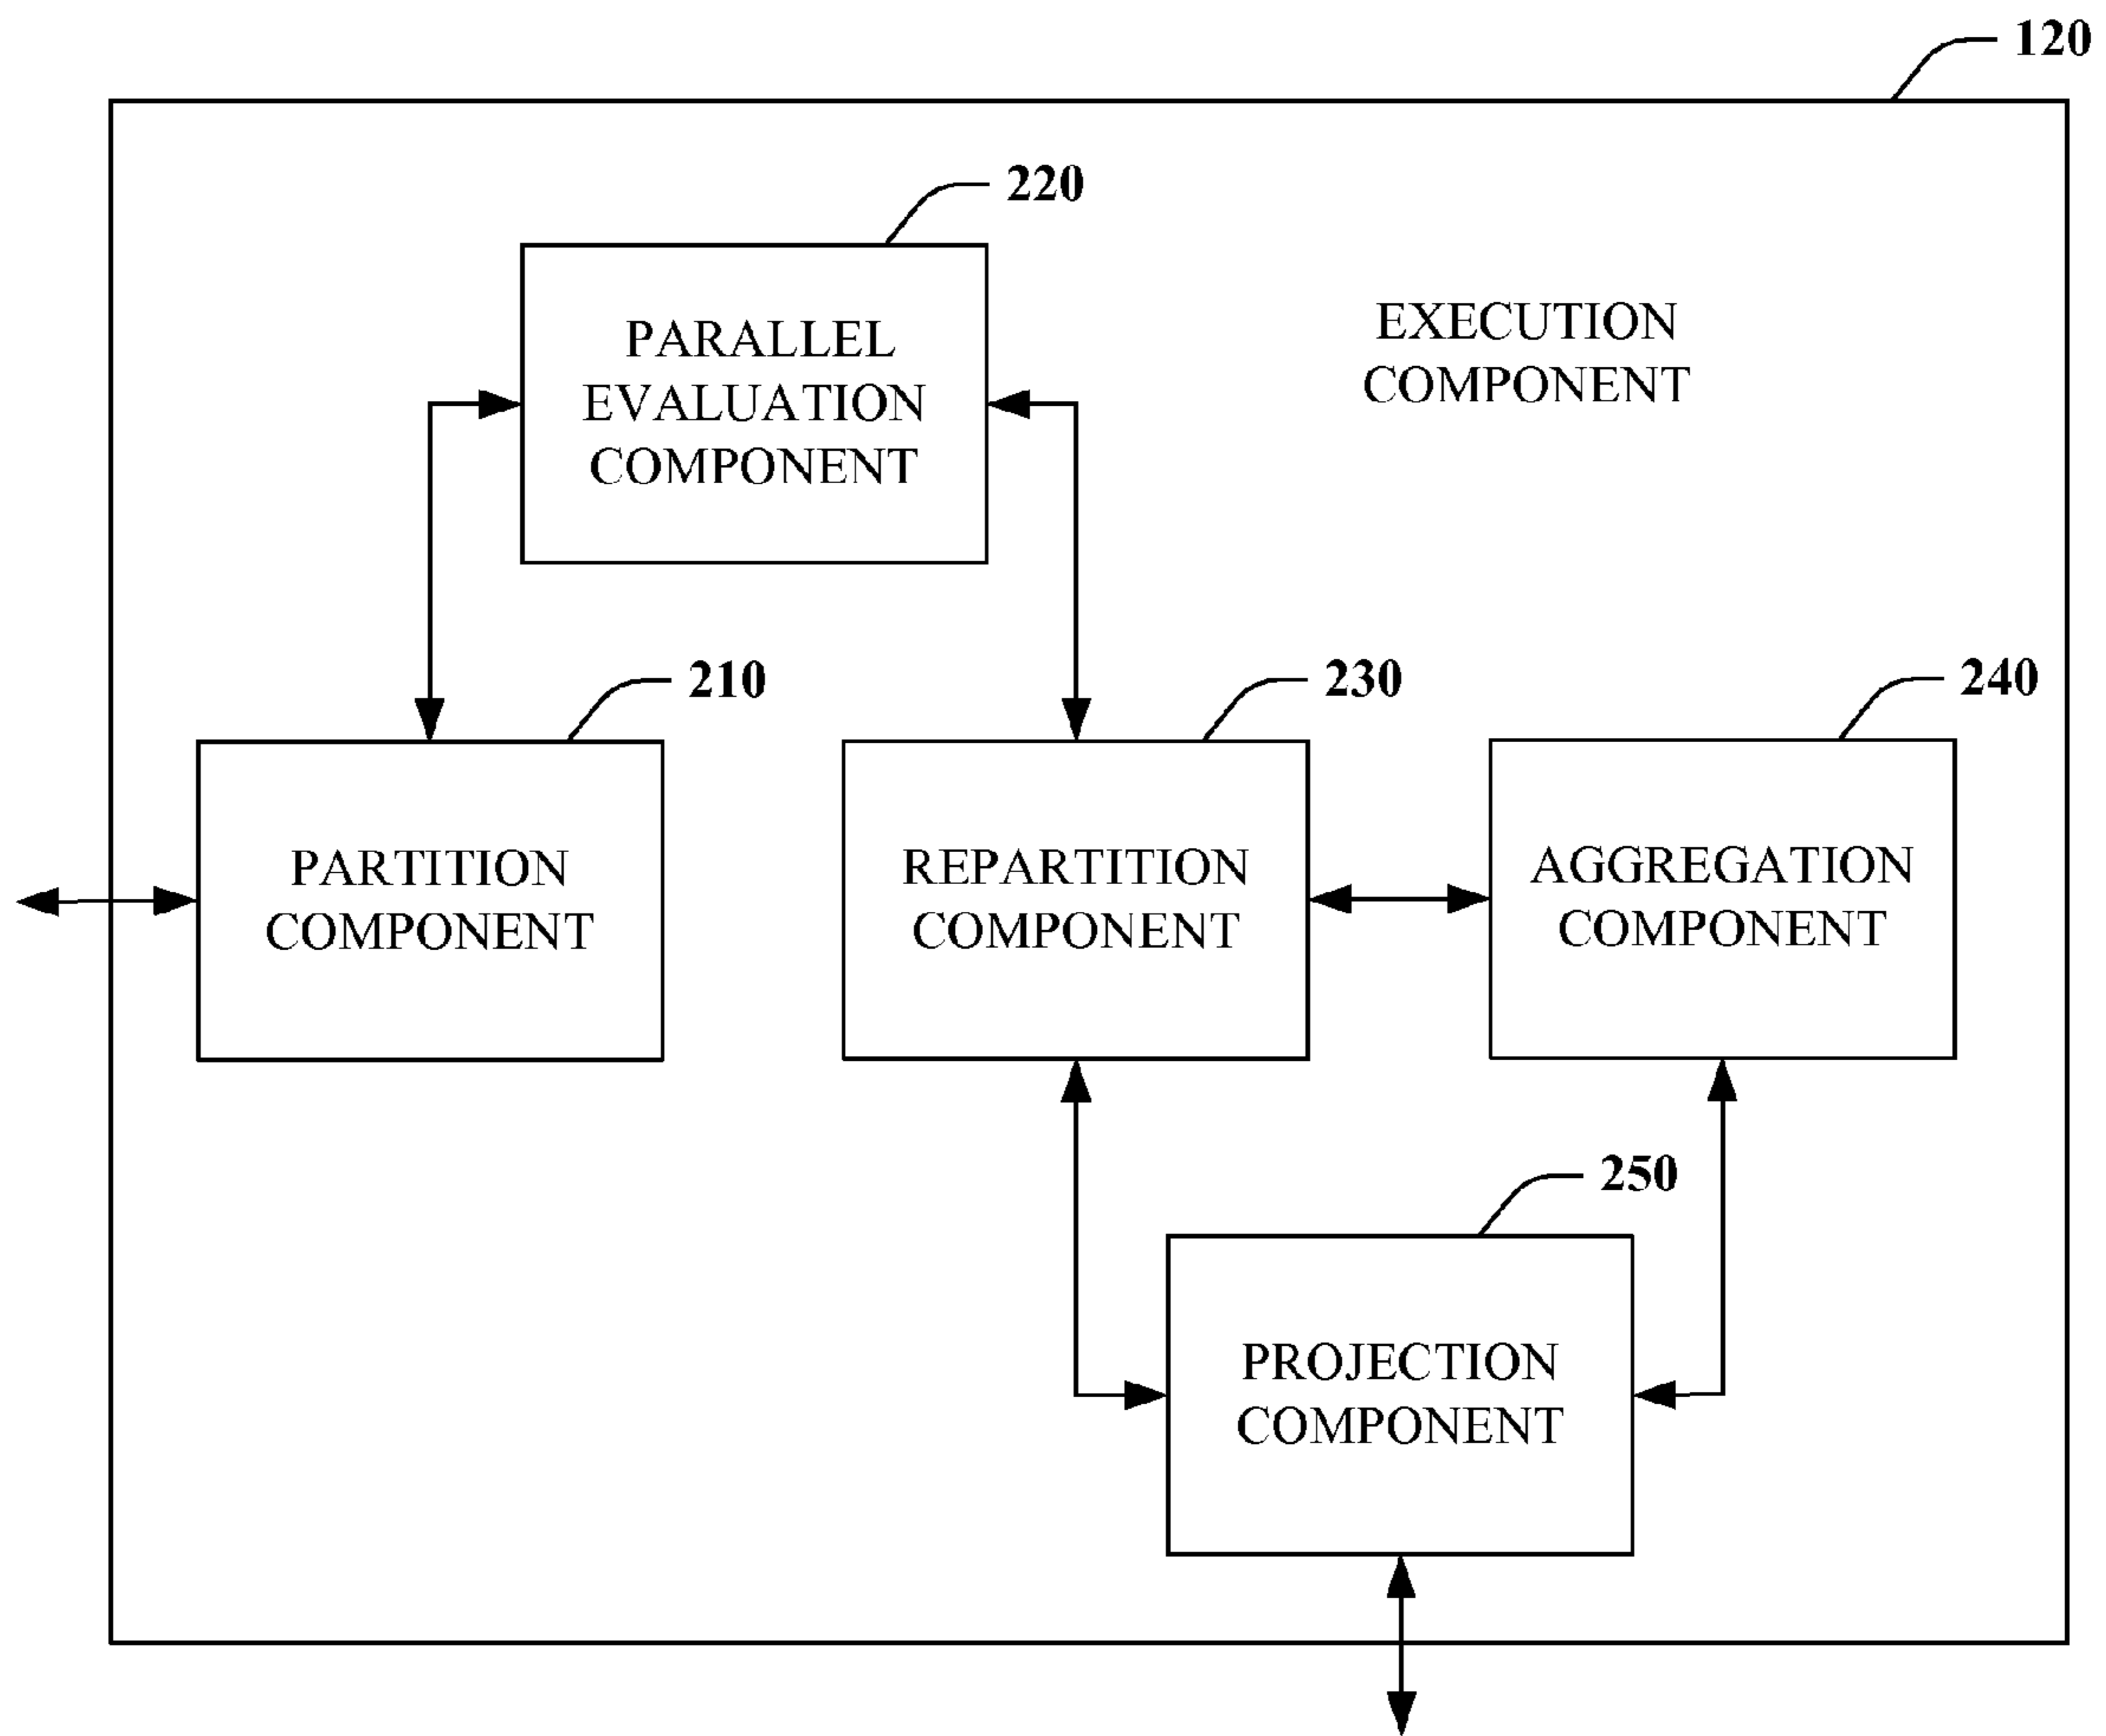 120
220
PARALLEL
EVALUATION
COMPONENT
EXECUTION
COMPONENT
210
230
240
PARTITION
COMPONENT
REPARTITION
COMPONENT
AGGREGATION
COMPONENT
250
PROJECTION
COMPONENT